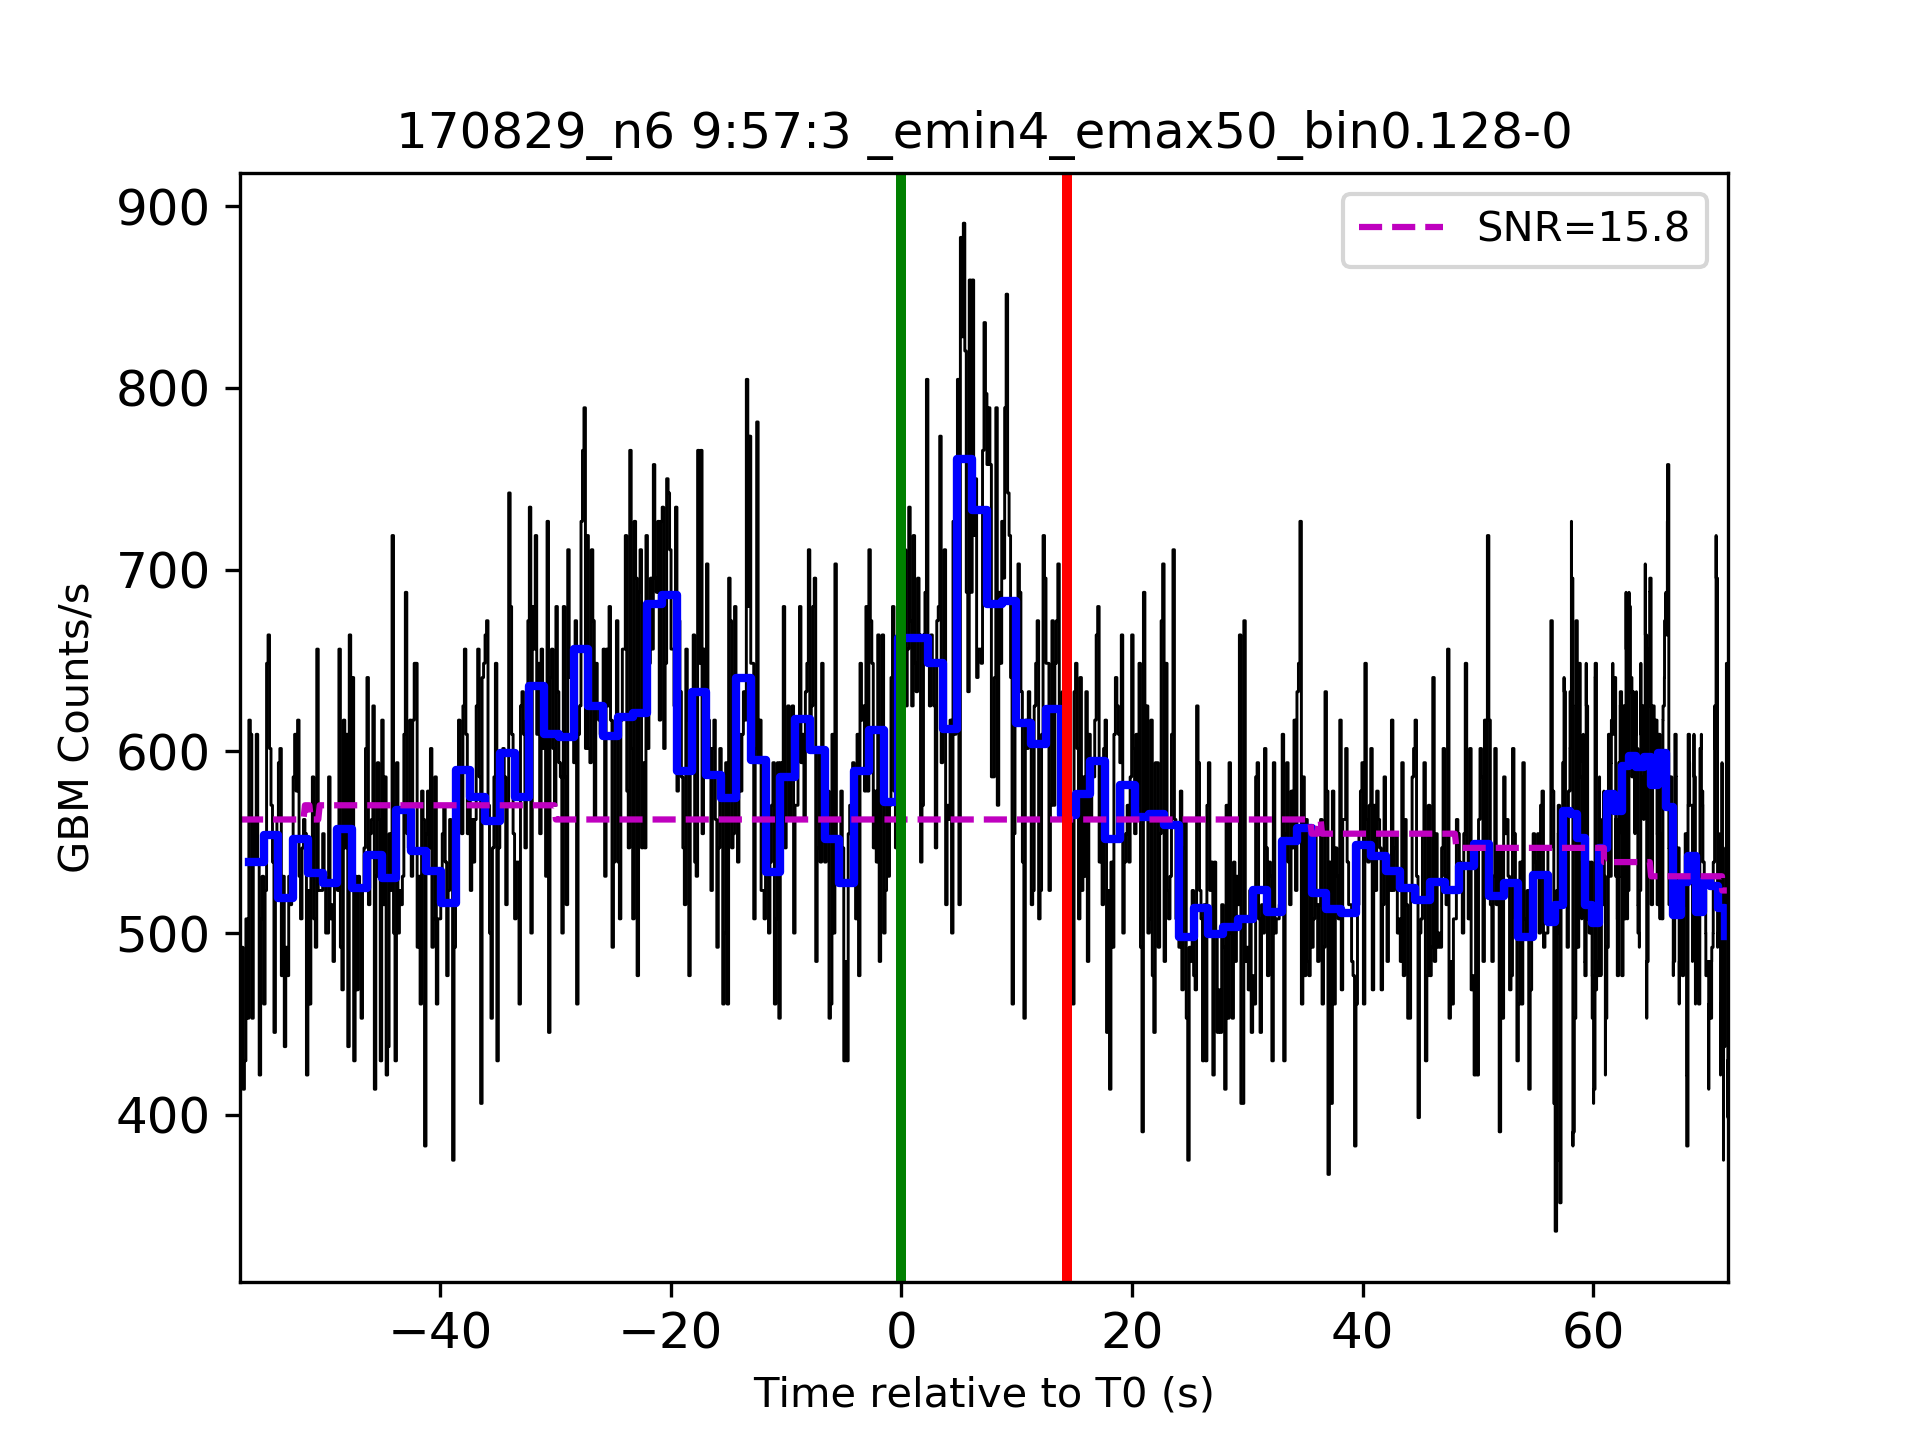 170829_n6 9:57:3 _emin4_emax50_bin0.128-0
SNR=15.8
GBM Counts/s
900
800
700
600
500
400
−40 −20 0 20 40 60
Time relative to T0 (s)